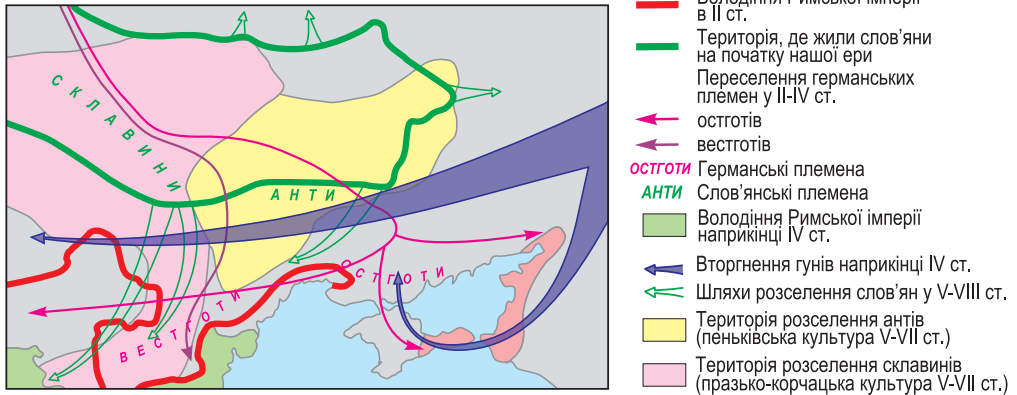 СКЛАВИНИ
АНТИ
ОСТГОТИ
ВЕСТГОТИ
Володіння Римської імперії
в II ст.
Територія, де жили слов’яни
на початку нашої ери
Переселення германських
племен у II-IV ст.
остготів
вестготів
ОСТГОТИ Германські племена
АНТИ Слов’янські племена
Володіння Римської імперії
наприкінці IV ст.
Вторгнення гунів наприкінці IV ст.
Шляхи розселення слов’ян у V-VIII ст.
Територія розселення антів
(пеньківська культура V-VII ст.)
Територія розселення склавинів
(празько-корчацька культура V-VII ст.)